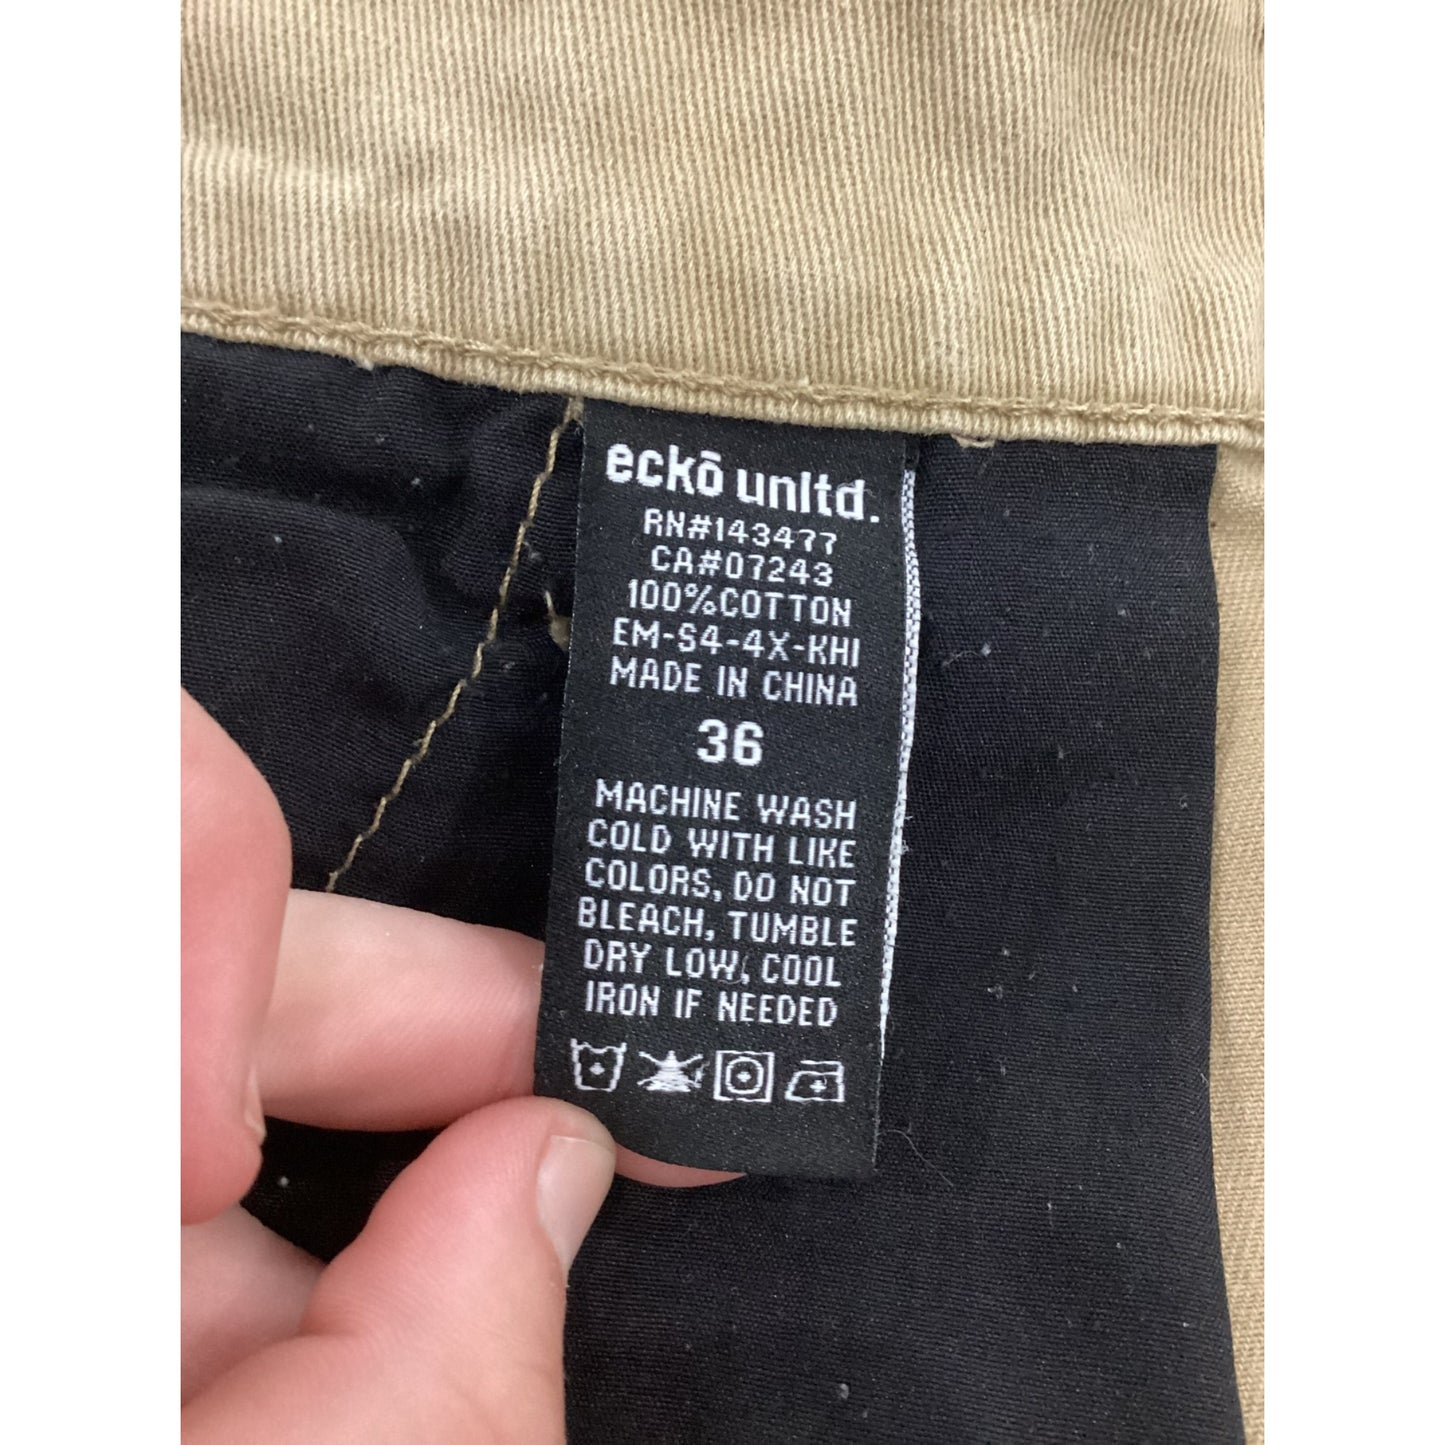 eckō unltd.
RN#143477
CA#07243
100%COTTON
EM-S4-4X-KHI
MADE IN CHINA
36
MACHINE WASH
COLD WITH LIKE
COLORS, DO NOT
BLEACH, TUMBLE
DRY LOW, COOL
IRON IF NEEDED